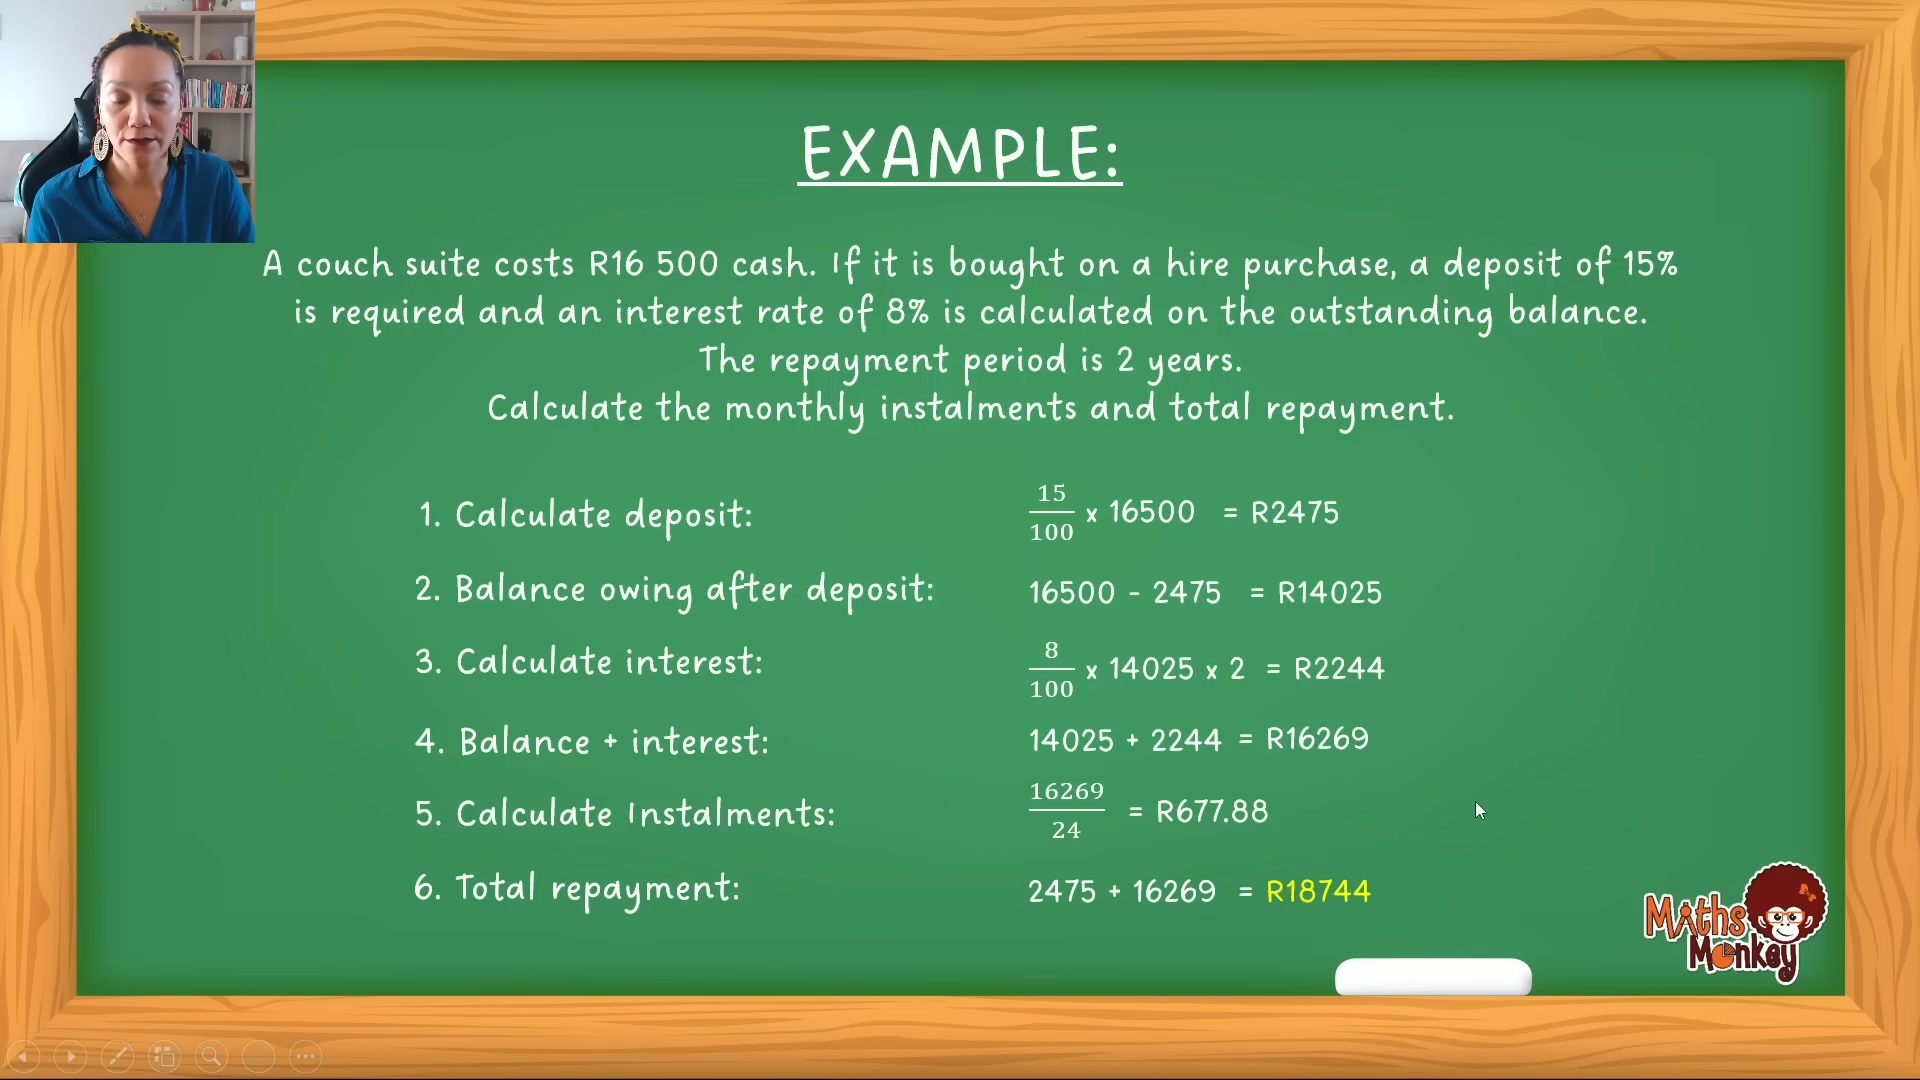 EXAMPLE:
A couch suite costs R16 500 cash. If it is bought on a hire purchase, a deposit of 15%
is required and an interest rate of 8% is calculated on the outstanding balance.
The repayment period is 2 years.
Calculate the monthly instalments and total repayment.
1. Calculate deposit: 15/100 x 16500 = R2475
2. Balance owing after deposit: 16500 - 2475 = R14025
3. Calculate interest: 8/100 x 14025 x 2 = R2244
4. Balance + interest: 14025 + 2244 = R16269
5. Calculate Instalments: 16269/24 = R677.88
6. Total repayment: 2475 + 16269 = R18744
Maths
Monkey